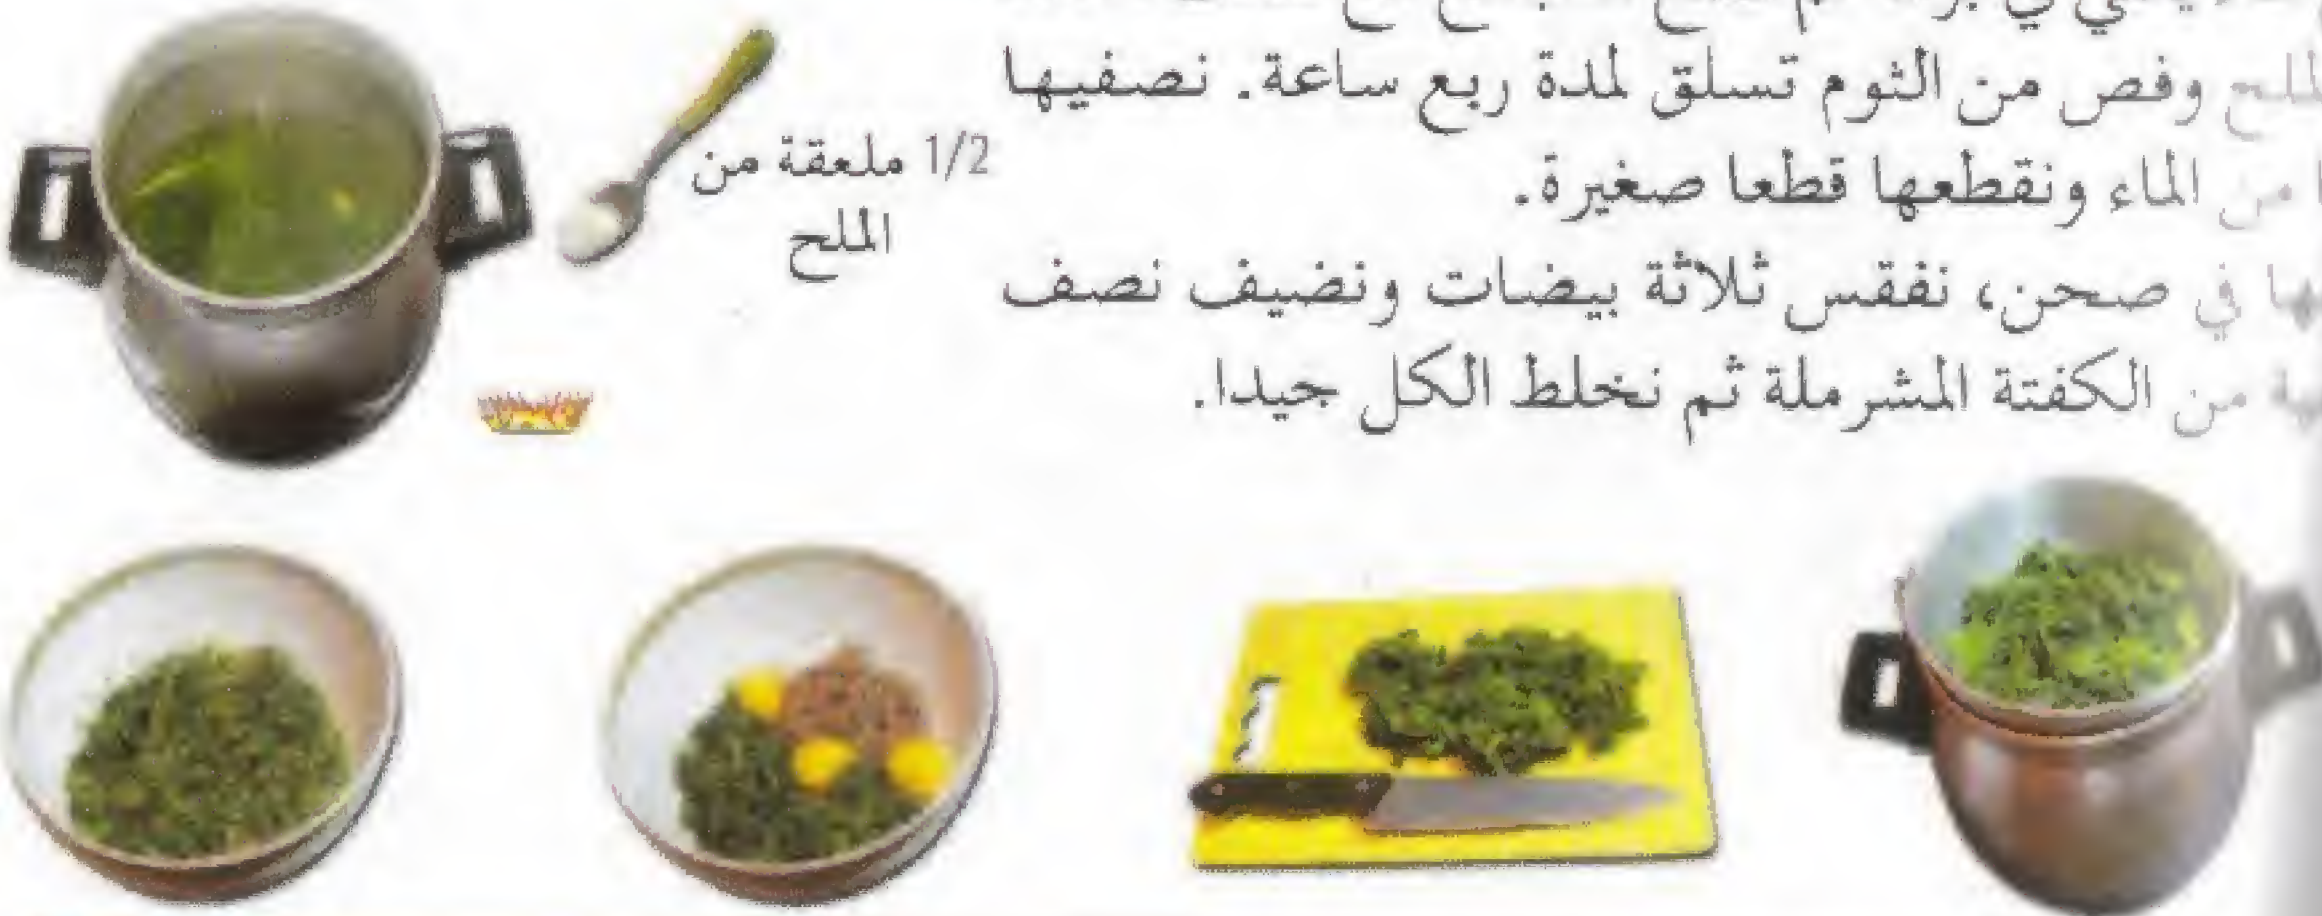 وفص من الثوم تسلق لمدة ربع ساعة. نصفيها
من الماء ونقطعها قطعا صغيرة.
في صحن، نفقس ثلاثة بيضات ونضيف نصف
من الكفتة المشرملة ثم نخلط الكل جيدا.
1/2 ملعقة من
الملح